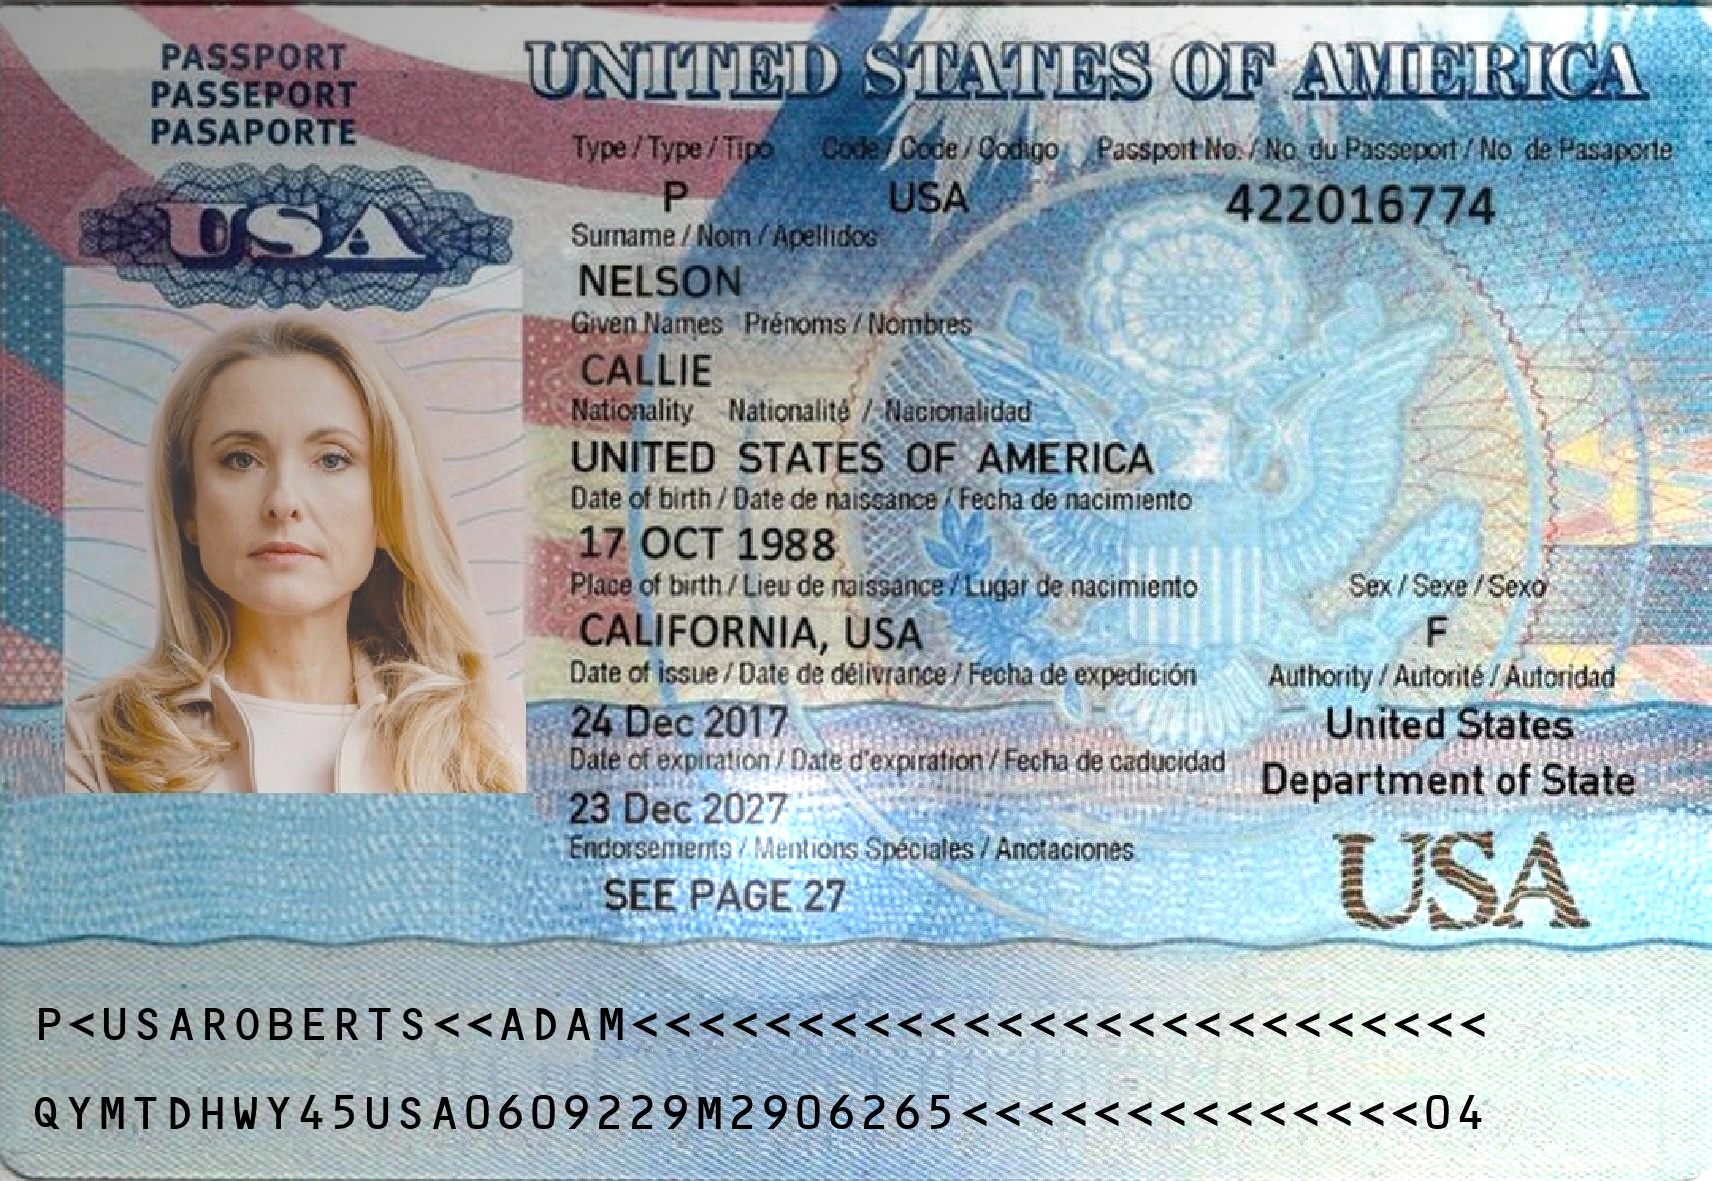 PASSPORT
PASSEPORT
PASAPORTE
USA
UNITED STATES OF AMERICA
Type / Type / Tipo Code / Code / Codigo Passport No. / No. du Passeport / No de Pasaporte
P USA 422016774
Surname / Nom / Apellidos
NELSON
Given Names Prénoms / Nombres
CALLIE
Nationality Nationalité / Nacionalidad
UNITED STATES OF AMERICA
Date of birth / Date de naissance / Fecha de nacimiento
17 OCT 1988
Place of birth / Lieu de naissance / Lugar de nacimiento Sex / Sexe / Sexo
CALIFORNIA, USA F
Date of issue / Date de délivrance / Fecha de expedición Authority / Autorité / Autoridad
24 Dec 2017 United States
Date of expiration / Date d'expiration / Fecha de caducidad Department of State
23 Dec 2027
Endorsements / Mentions Spéciales / Anotaciones
SEE PAGE 27 USA
P<USAROBERTS<<ADAM<<<<<<<<<<<<<<<<<<<<<<<<<<
QYMTDHWY45USA0609229M2906265<<<<<<<<<<<<<<04